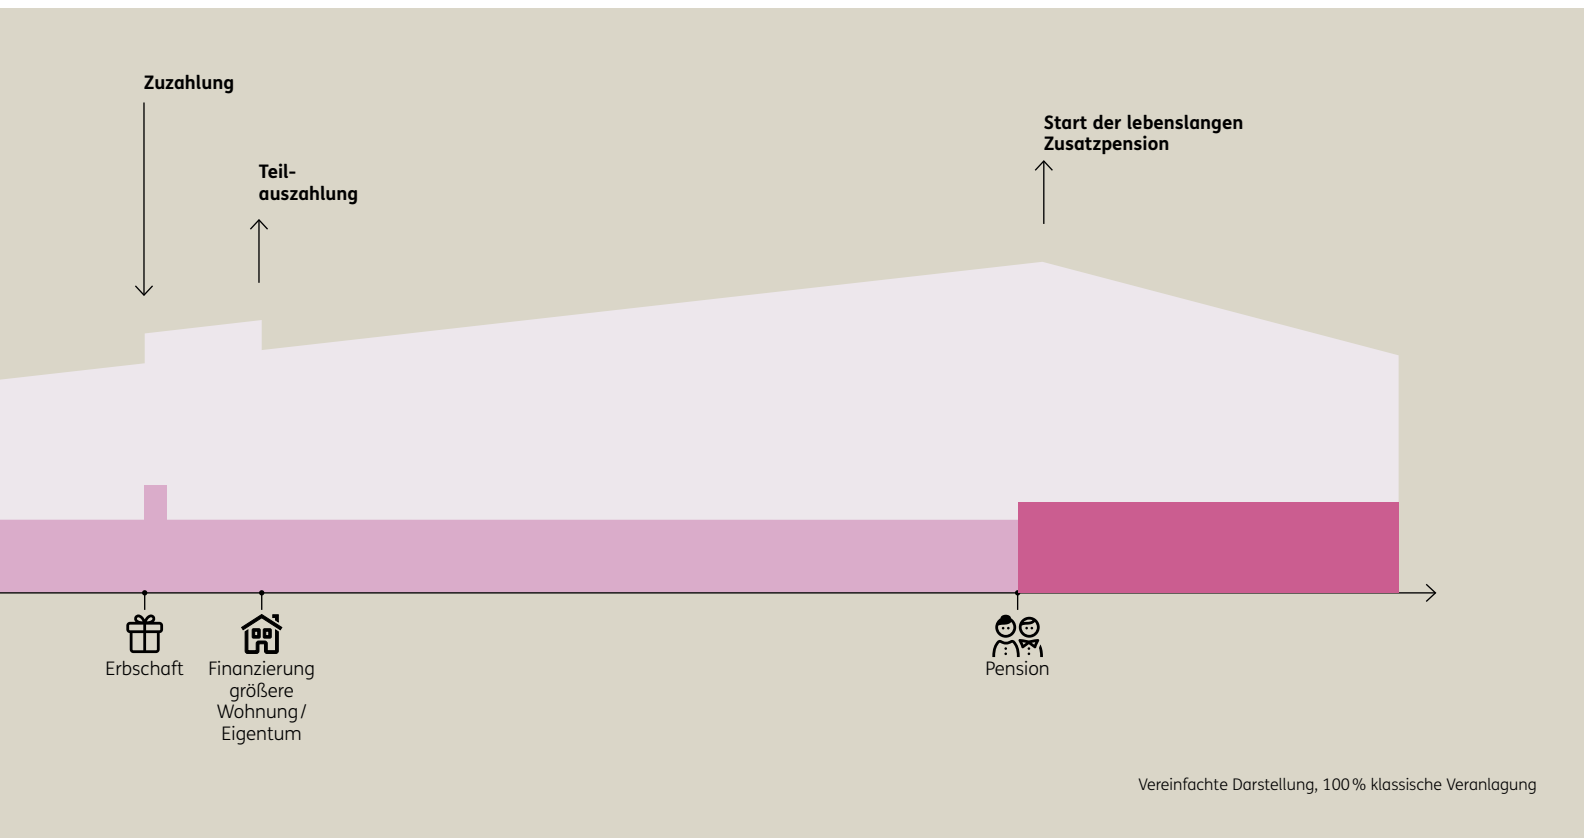 Zuzahlung
Teil-
auszahlung
Start der lebenslangen
Zusatzpension
Erbschaft
Finanzierung
größere
Wohnung/
Eigentum
Pension
Vereinfachte Darstellung, 100 % klassische Veranlagung